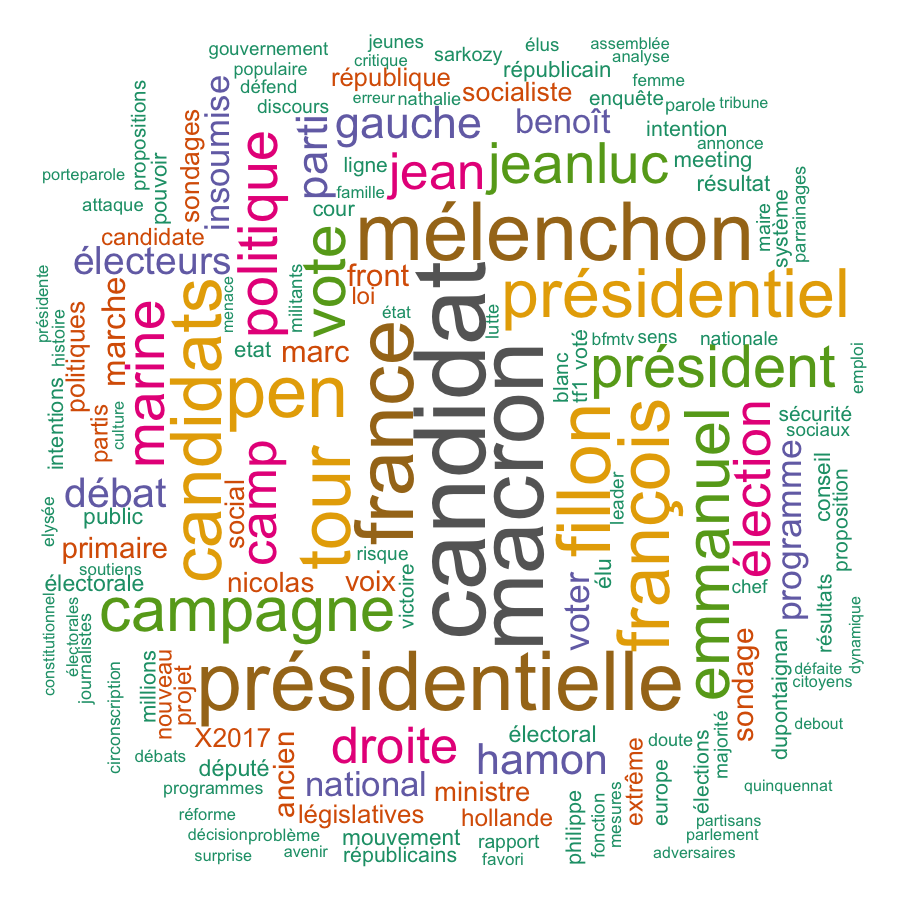 jeunes
élus
assemblée
gouvernement
critique
sarkozy
analyse
populaire
république
républicain
femme
défend
socialiste
enquête
discours
erreur
nathalie
parole
tribune
propositions
sondages
insoumise
parti
gauche
benoît
intention
annonce
politique
ligne
jean
jeanluc
meeting
résultat
porteparole
pouvoir
famille
attaque
cour
mélenchon
maire
système
parrainages
candidate
électeurs
vote
front
loi
présidentiel
présidente
histoire
politiques
marche
marine
candidats
menace
militants
état
lutte
candidat
etat
marc
france
macron
bfmtv
sens
nationale
voté
tf1
blanc
président
emploi
intentions
partis
culture
pen
sécurité
sociaux
fillon
françois
emmanuel
élection
programme
conseil
proposition
débat
public
social
camp
tour
leader
elysée
primaire
risque
soutiens
électorale
nicolas
voix
victoire
élu
chef
campagne
voter
résultats
dynamique
constitutionnel
électorales
journalistes
présidentielle
sondage
dupontaignan
défaite
citoyens
circonscription
millions
nouveau
projet
X2017
droite
électoral
doute
majorité
debout
débats
député
ancien
hamon
extrême
europe
élections
programmes
national
ministre
quinquennat
réforme
législatives
hollande
philippe
fonction
mesures
partisans
décision
problème
mouvement
rapport
parlement
surprise
avenir
républicains
favori
adversaires